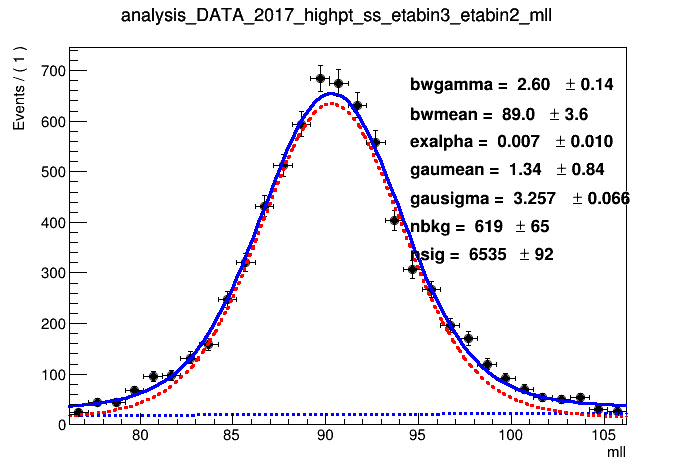 analysis_DATA_2017_highpt_ss_etabin3_etabin2_mll
Events / ( 1 )
700
600
500
400
300
200
100
0
bwgamma = 2.60 ± 0.14
bwmean = 89.0 ± 3.6
exalpha = 0.007 ± 0.010
gaumean = 1.34 ± 0.84
gausigma = 3.257 ± 0.066
nbkg = 619 ± 65
nsig = 6535 ± 92
80 85 90 95 100 105
mll